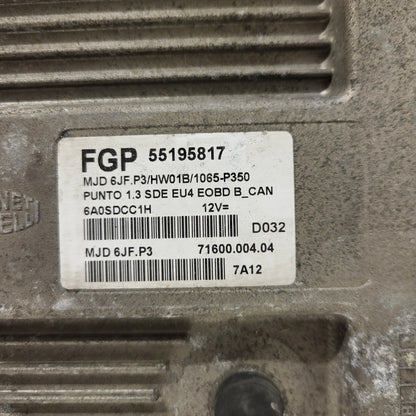 FGP 55195817
MJD 6JF.P3/HW01B/1065-P350
PUNTO 1.3 SDE EU4 EOBD B_CAN
6A0SDCC1H 12V=
D032
MJD 6JF.P3 71600.004.04
7A12